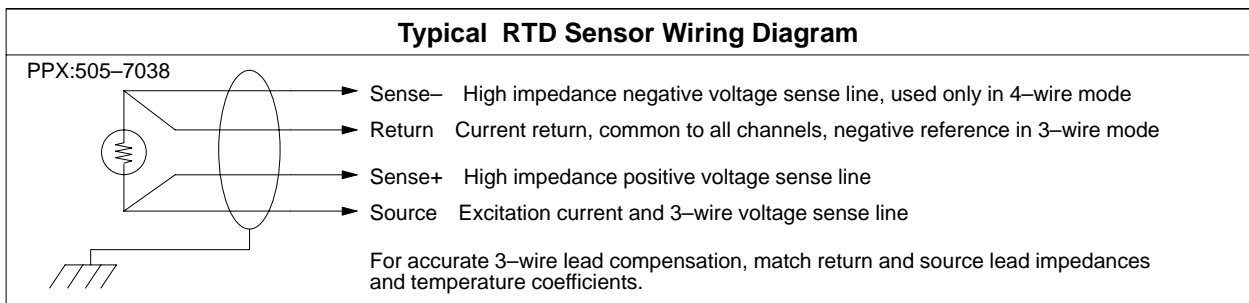 Typical RTD Sensor Wiring Diagram
PPX:505–7038
Sense– High impedance negative voltage sense line, used only in 4–wire mode
Return Current return, common to all channels, negative reference in 3–wire mode
Sense+ High impedance positive voltage sense line
Source Excitation current and 3–wire voltage sense line
For accurate 3–wire lead compensation, match return and source lead impedances
and temperature coefficients.